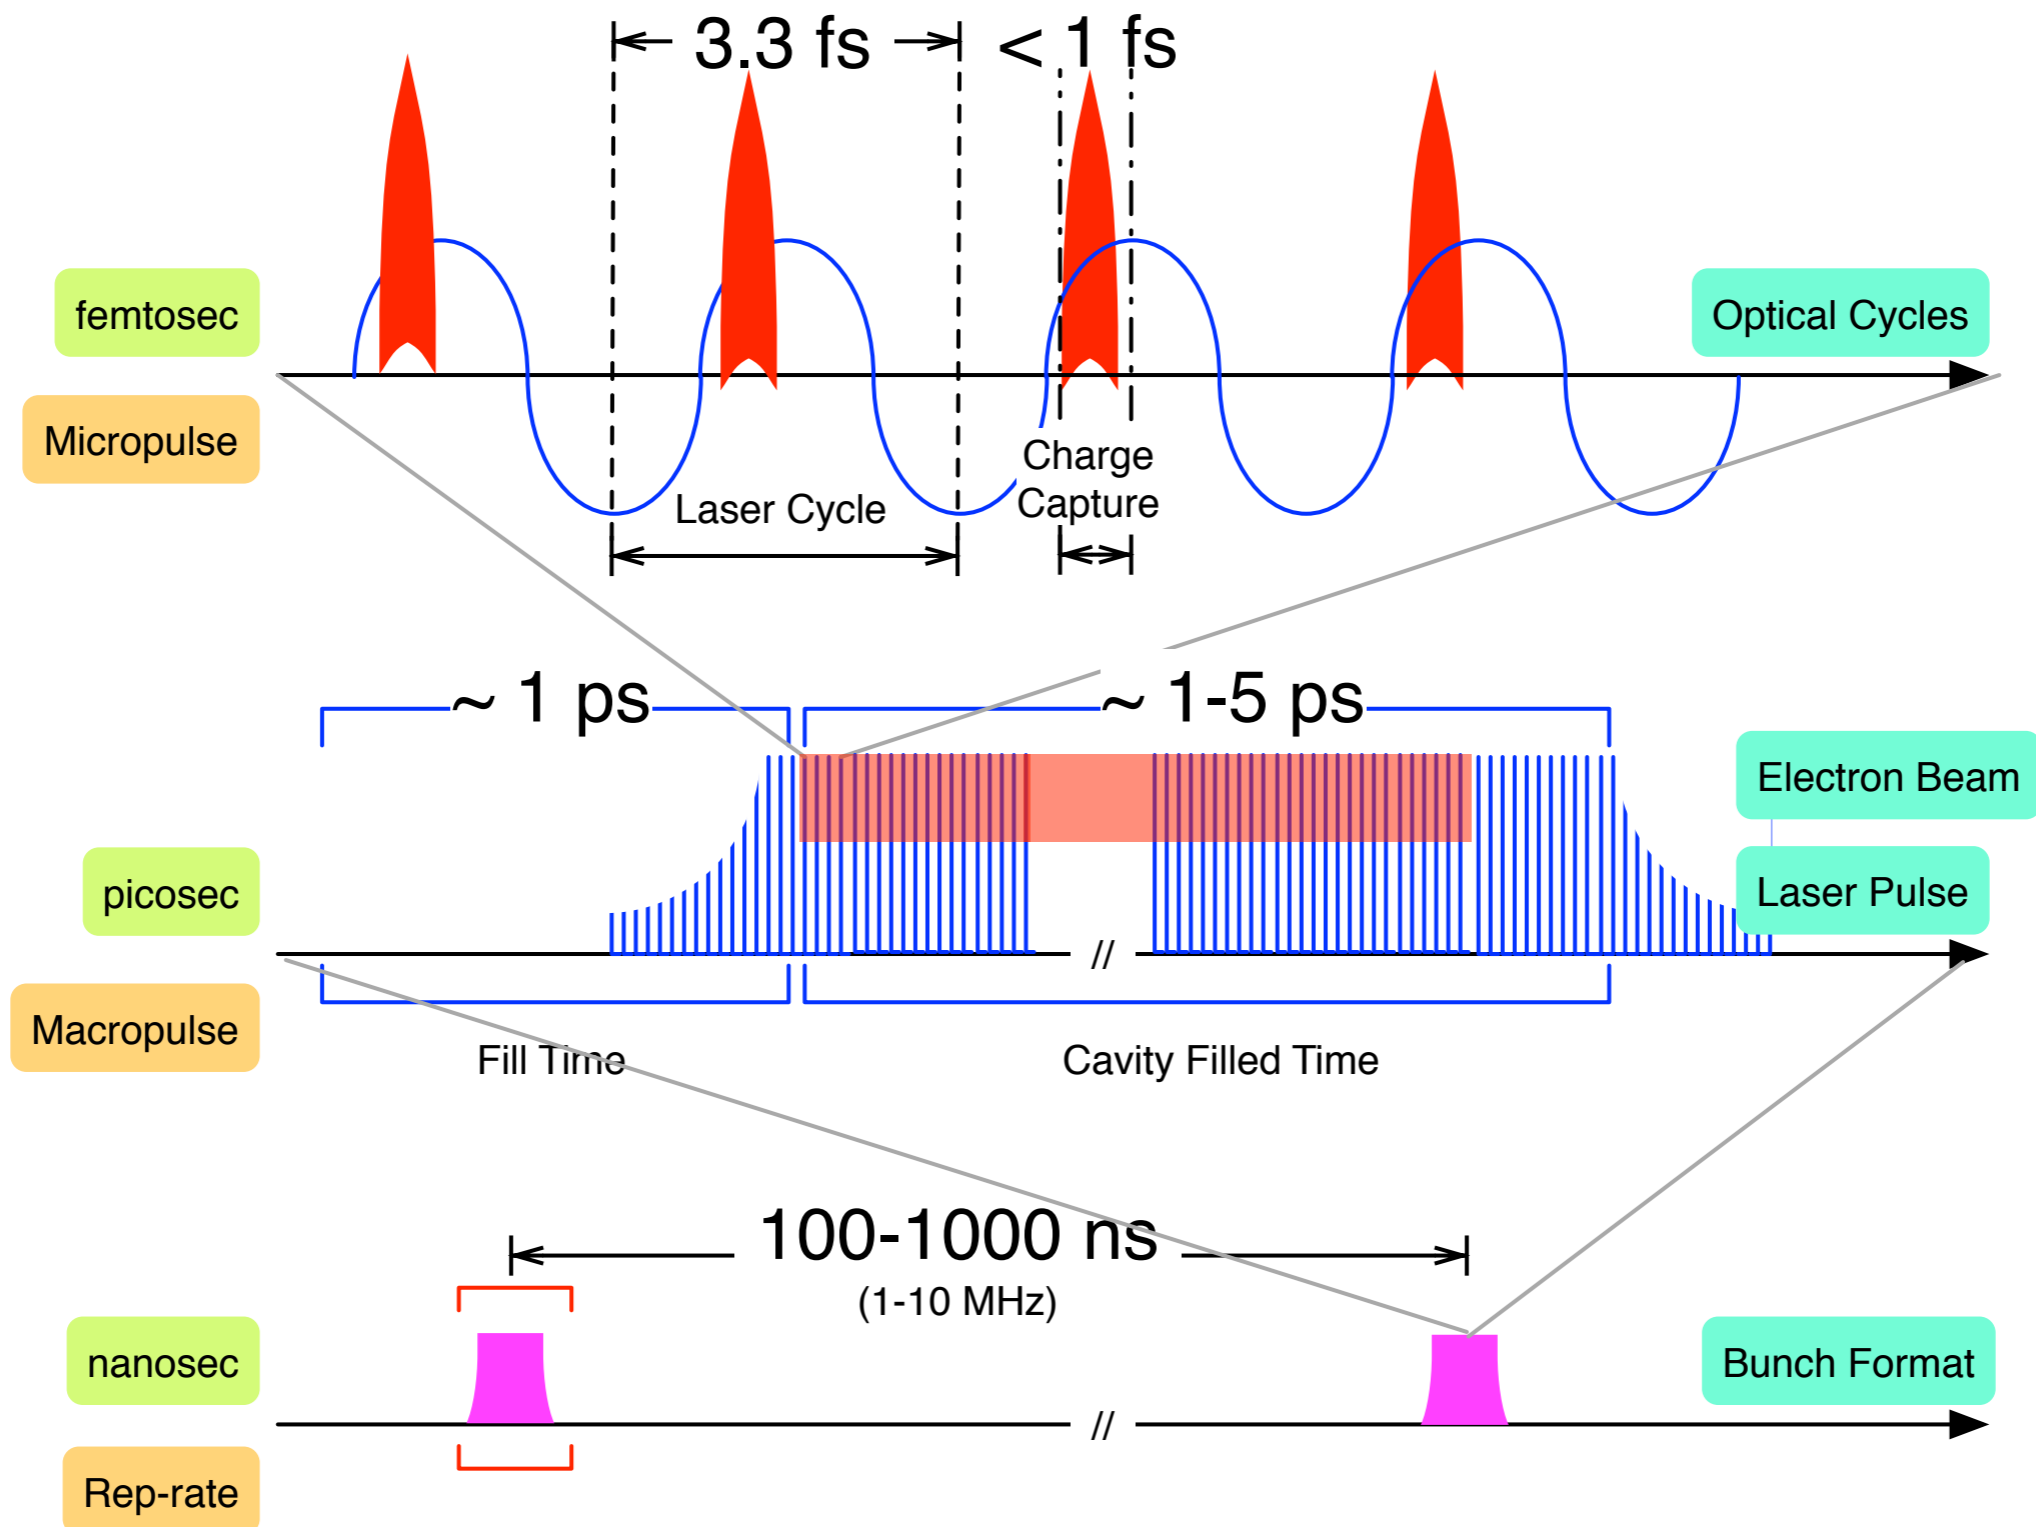 3.3 fs
< 1 fs
femtosec
Optical Cycles
Micropulse
Charge
Capture
Laser Cycle
~ 1 ps
~ 1-5 ps
Electron Beam
picosec
Laser Pulse
//
Macropulse
Fill Time
Cavity Filled Time
100-1000 ns
(1-10 MHz)
nanosec
Bunch Format
//
Rep-rate